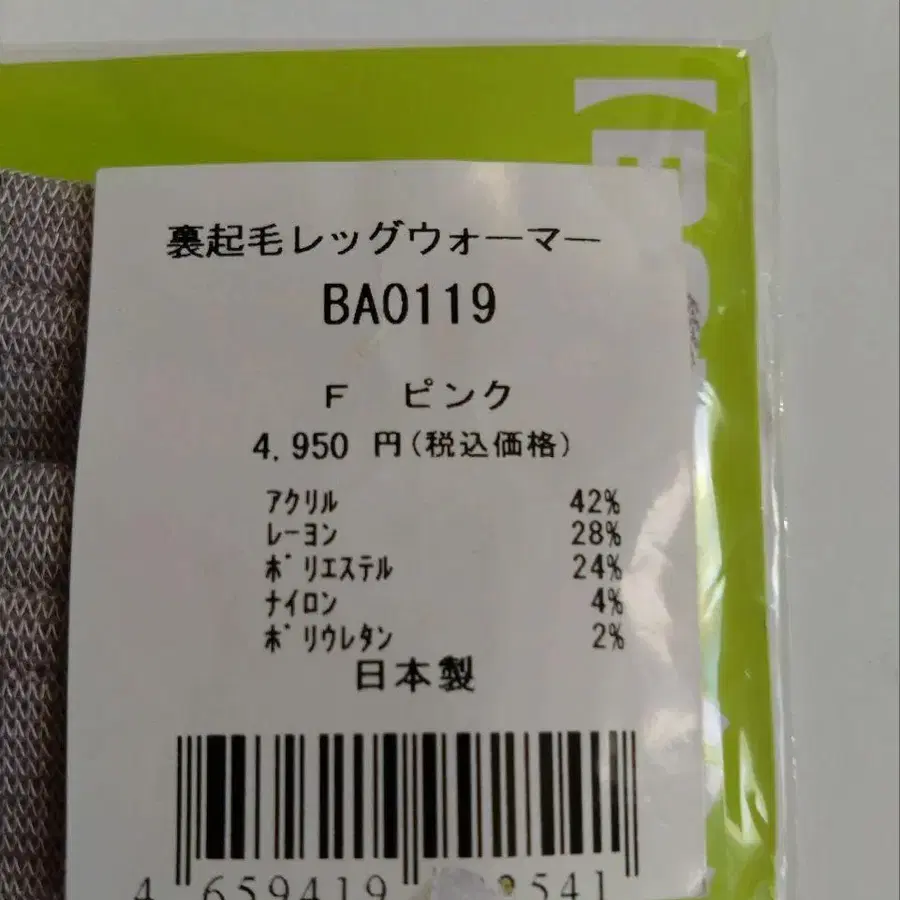 裏起毛レッグウォーマー
BA0119
F ピンク
4,950 円(税込価格)
アクリル 42%
レーヨン 28%
ポリエステル 24%
ナイロン 4%
ポリウレタン 2%
日本製
4 659419